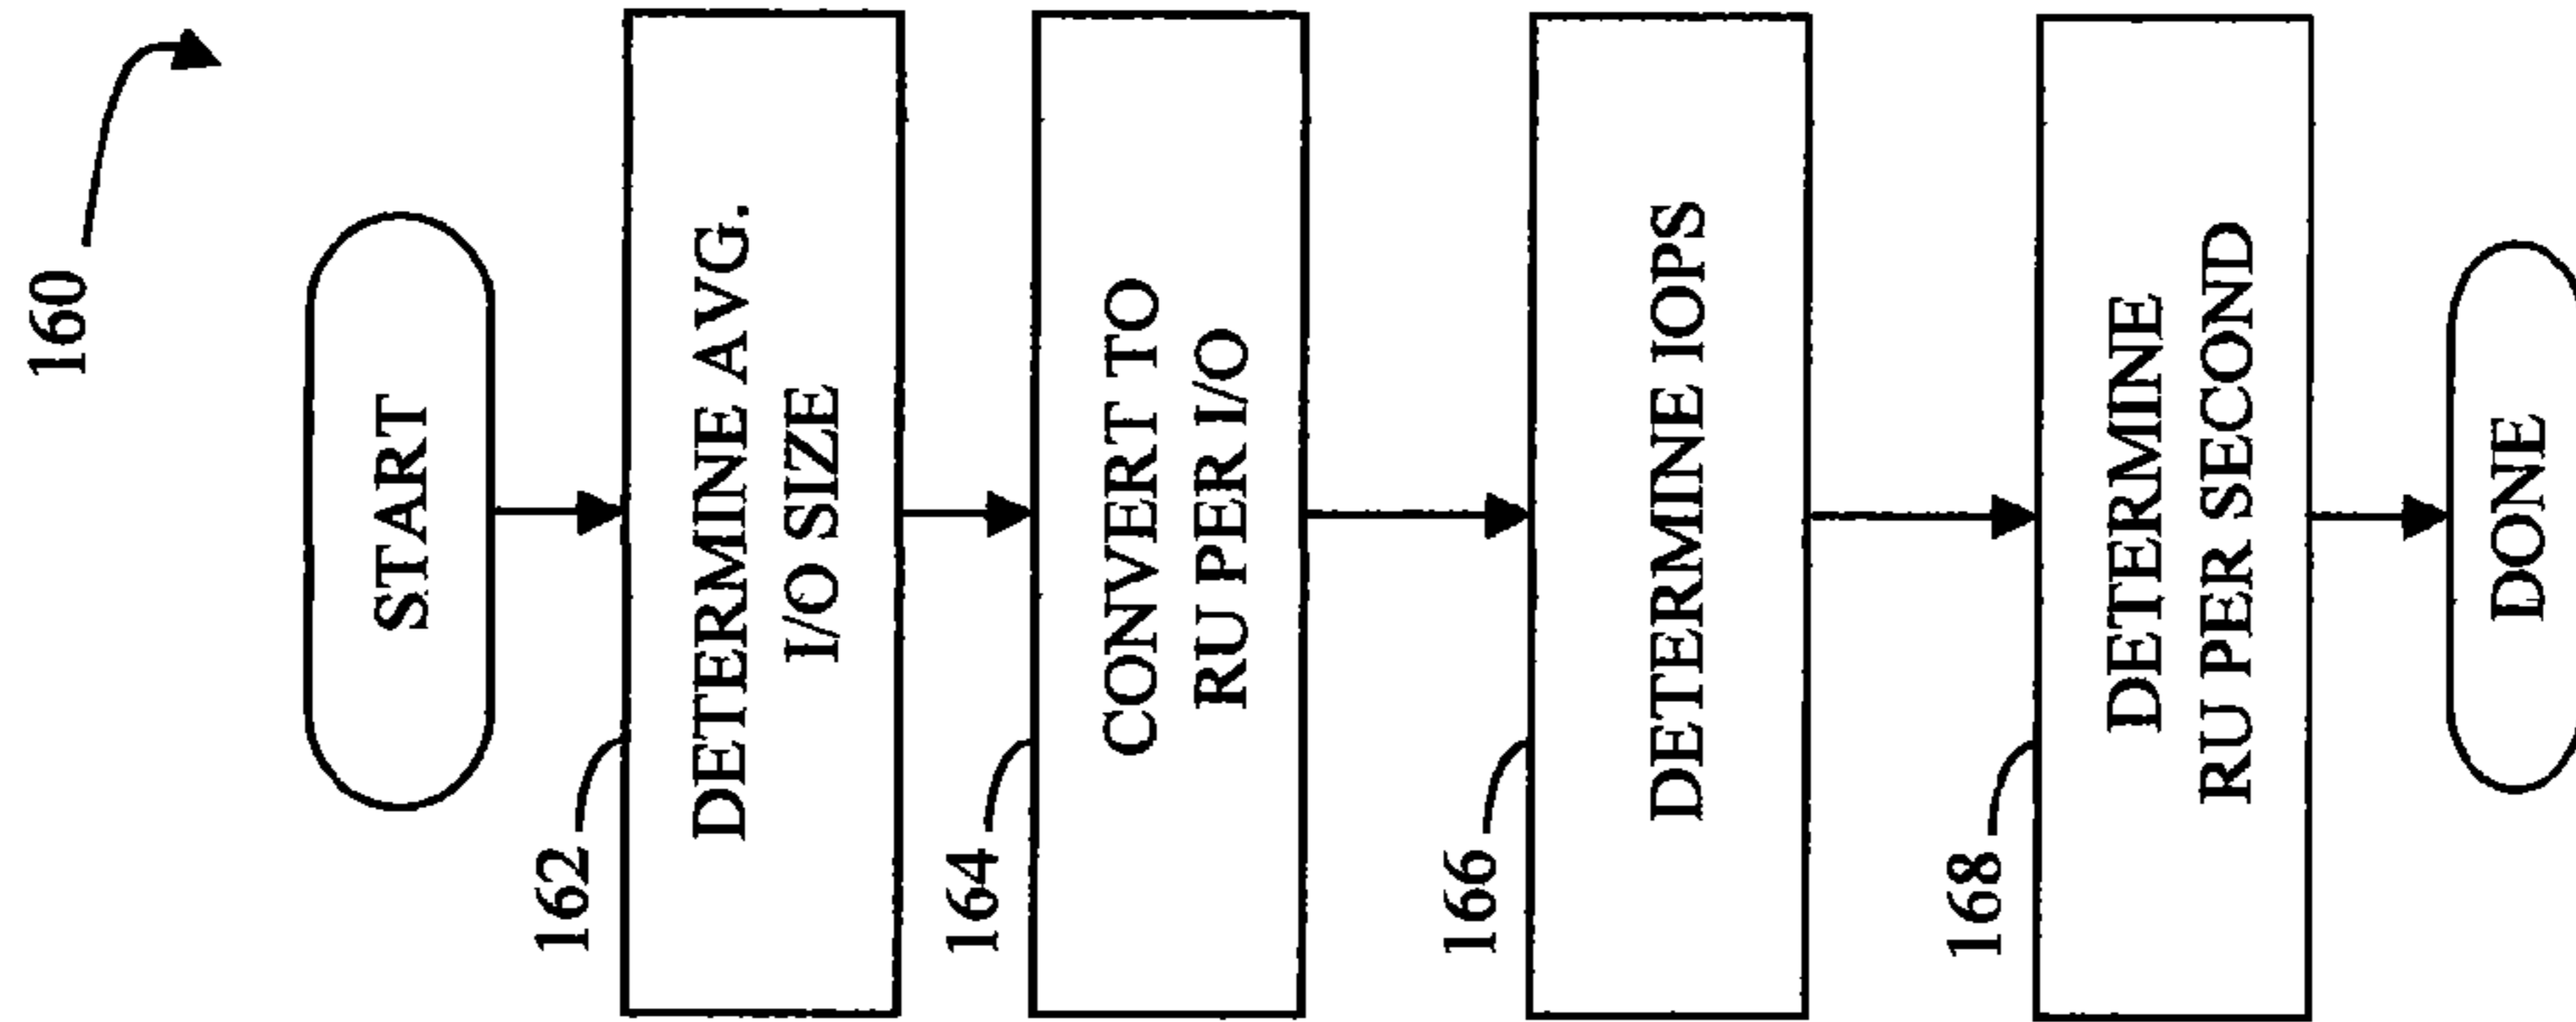 160
START
162
DETERMINE AVG.
I/O SIZE
164
CONVERT TO
RU PER I/O
166
DETERMINE IOPS
168
DETERMINE
RU PER SECOND
DONE